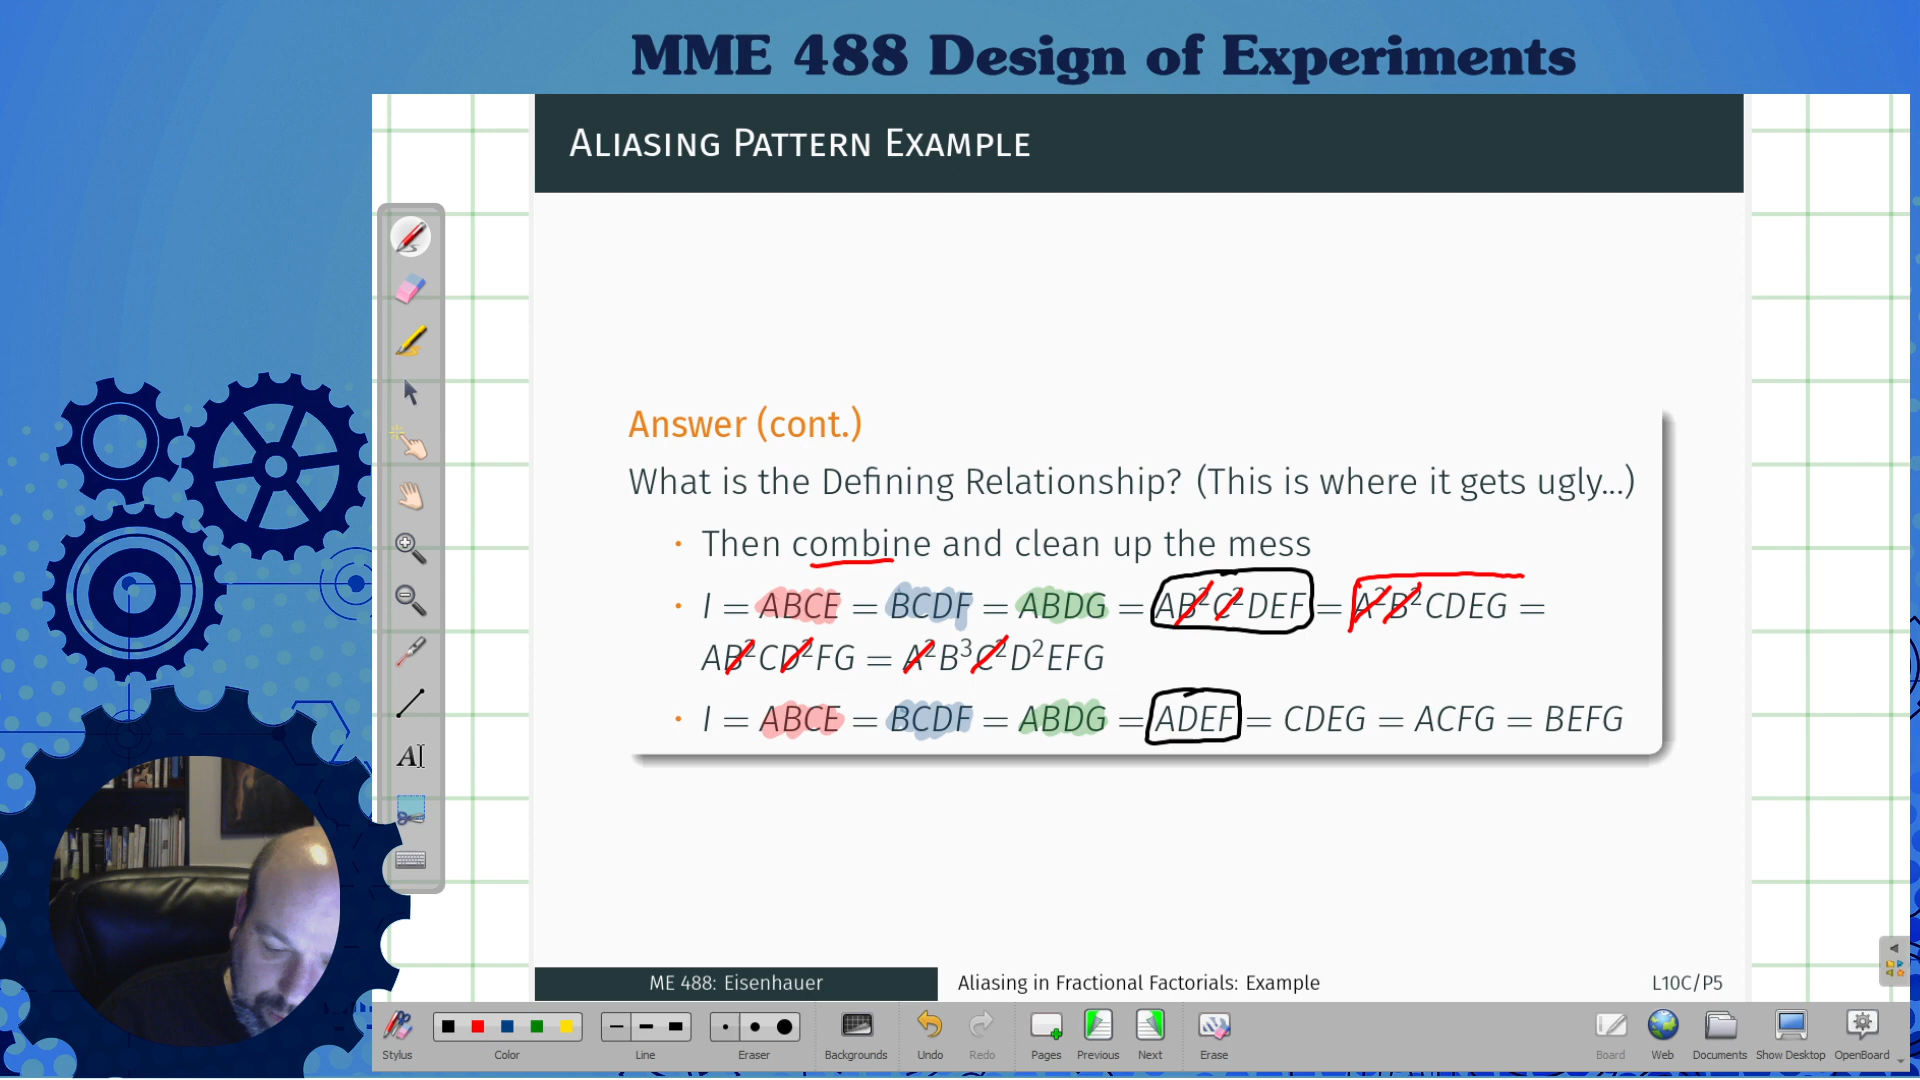 MME 488 Design of Experiments
ALIASING PATTERN EXAMPLE
Answer (cont.)
What is the Defining Relationship? (This is where it gets ugly...)
· Then combine and clean up the mess
· I = ABCE = BCDF = ABDG = AB²C²DEF = A²B²CDEG =
AB²CD²FG = A²B³C²D²EFG
· I = ABCE = BCDF = ABDG = ADEF = CDEG = ACFG = BEFG
ME 488: Eisenhauer Aliasing in Fractional Factorials: Example L10C/P5
Stylus Color Line Eraser Backgrounds Undo Redo Pages Previous Next Erase Board Web Documents Show Desktop OpenBoard